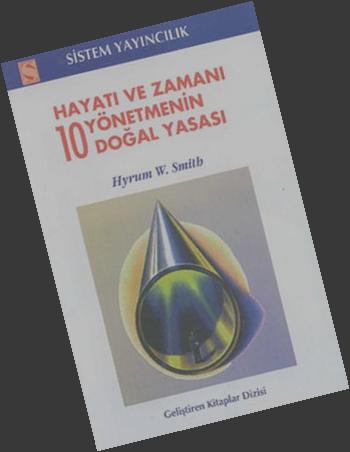 SİSTEM YAYINCILIK
HAYATI VE ZAMANI
10 YÖNETMENİN
DOĞAL YASASI
Hyrum W. Smith
Geliştiren Kitaplar Dizisi